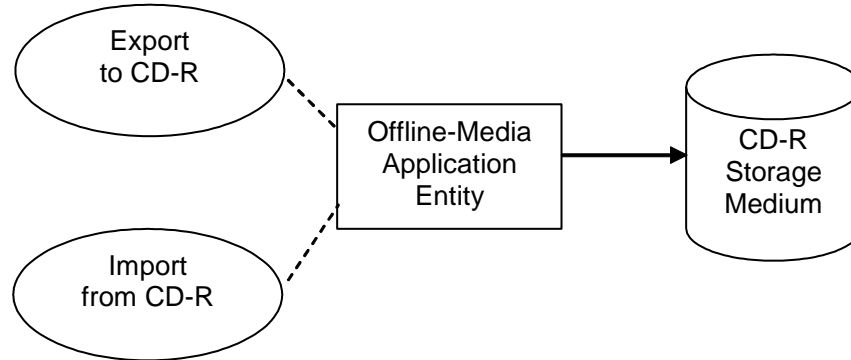 Export
to CD-R
Offline-Media
Application
Entity
CD-R
Storage
Medium
Import
from CD-R